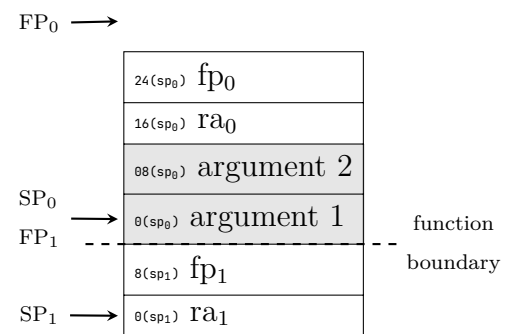 FP₀
24(sp₀) fp₀
16(sp₀) ra₀
08(sp₀) argument 2
SP₀
0(sp₀) argument 1
FP₁
function
boundary
8(sp₁) fp₁
SP₁
0(sp₁) ra₁